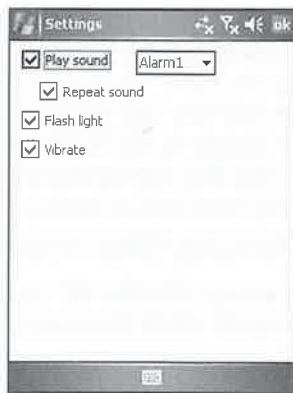 Settings
ok
Play sound
Alarm1
Repeat sound
Flash light
Vibrate